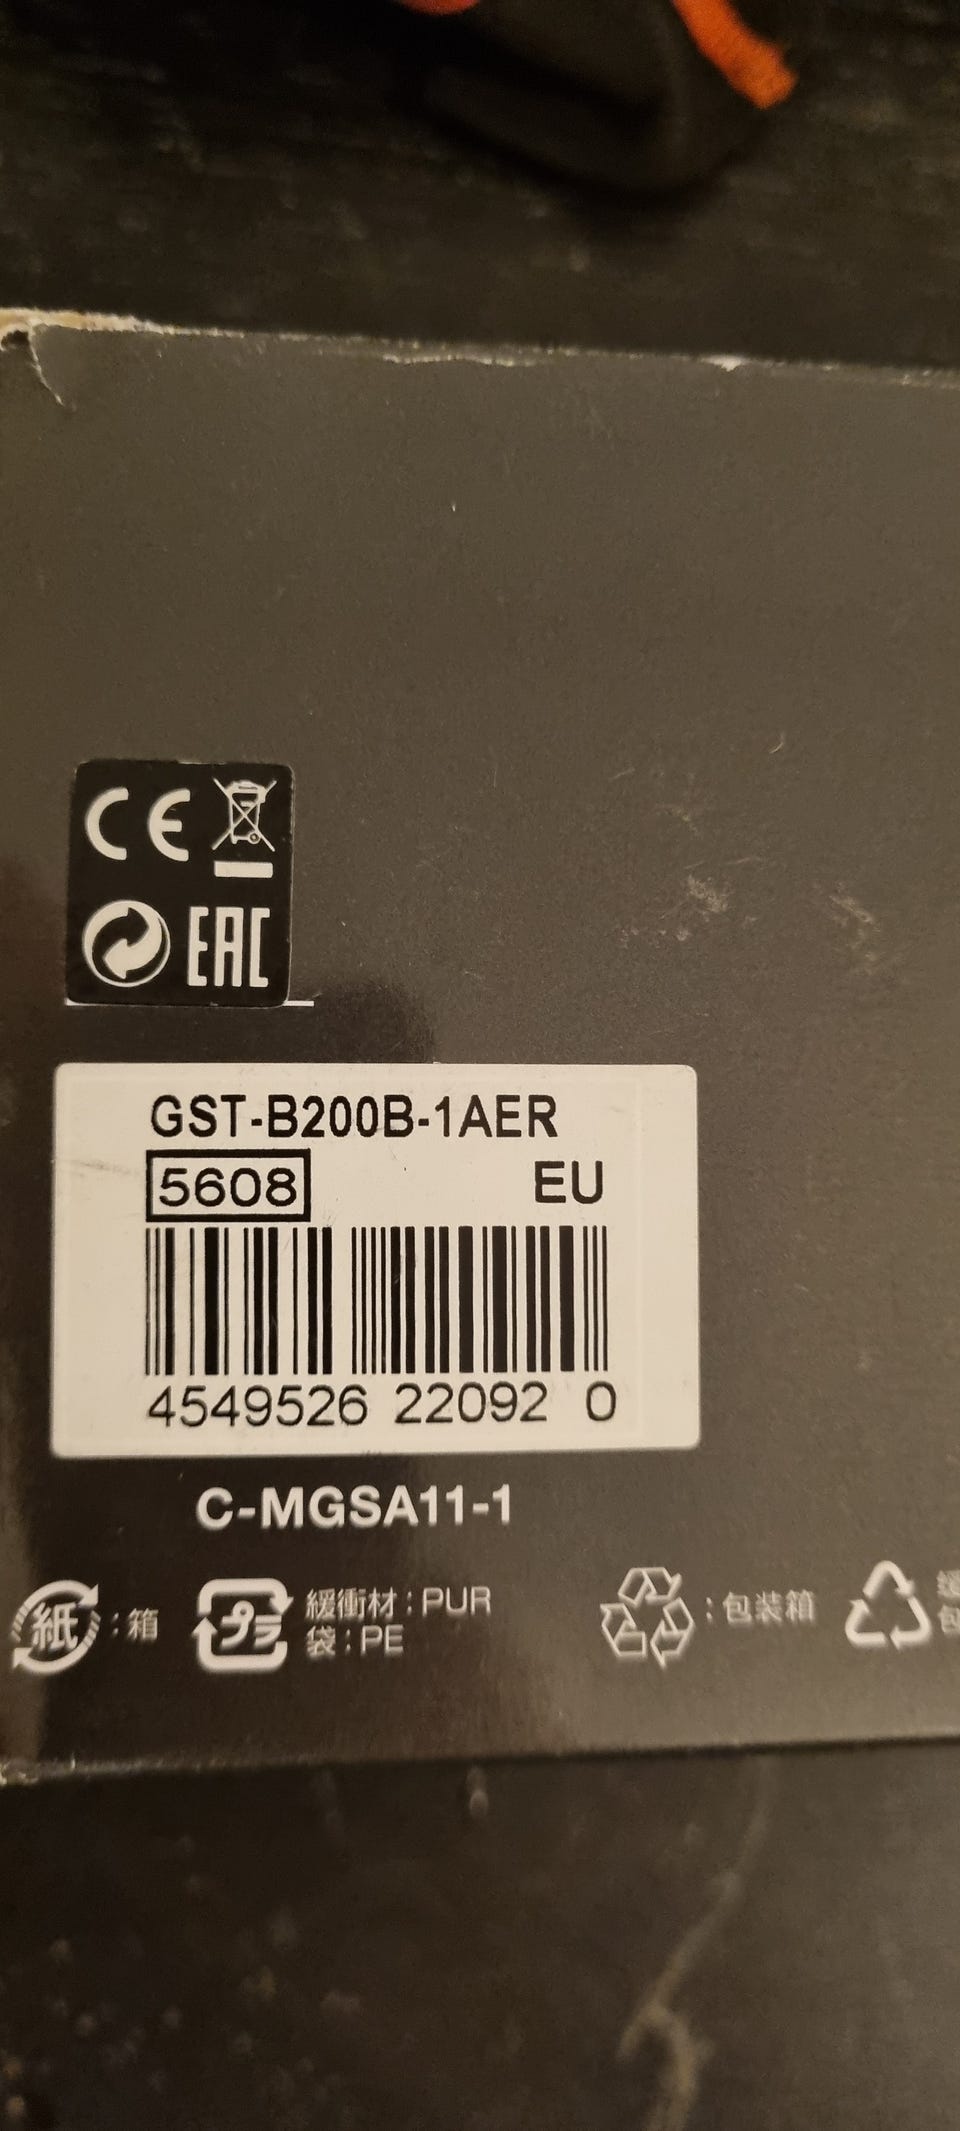 CE
EAC
GST-B200B-1AER
5608 EU
4549526 22092 0
C-MGSA11-1
紙 : 箱
プラ 緩衝材 : PUR
袋 : PE
: 包装箱